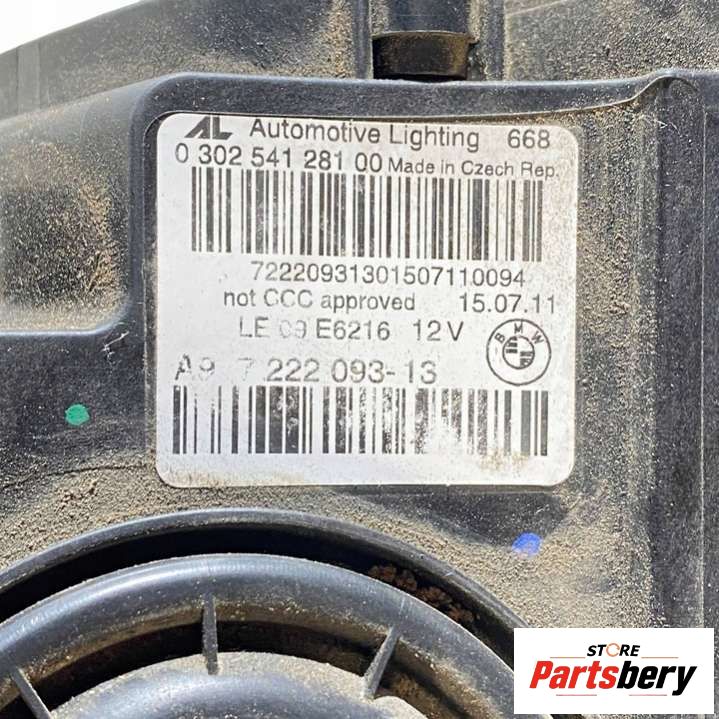 AL Automotive Lighting 668
0 302 541 281 00 Made in Czech Rep.
72220931301507110094
not CCC approved 15.07.11
LE 09 E6216 12V
BMW
A9 7 222 093-13
STORE
Partsbery